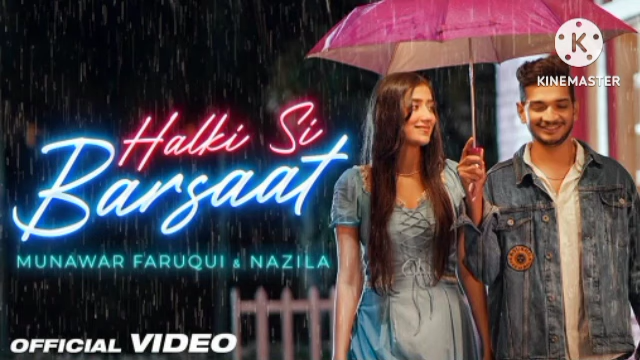 K
KINEMASTER
Halki Si
Barsaat
MUNAWAR FARUQUI & NAZILA
OFFICIAL VIDEO